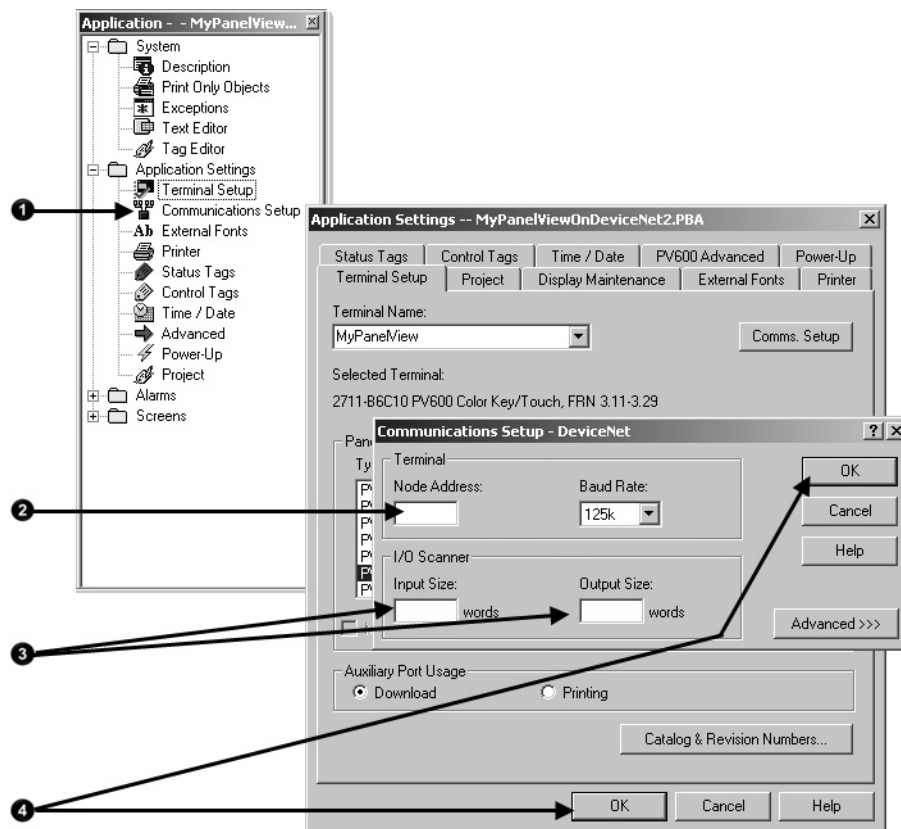 Application - - MyPanelView...
System
Description
Print Only Objects
Exceptions
Text Editor
Tag Editor
Application Settings
Terminal Setup
1
Communications Setup
Ab External Fonts
Printer
Status Tags
Control Tags
Time / Date
Advanced
Power-Up
Project
Alarms
Screens
Application Settings -- MyPanelViewOnDeviceNet2.PBA
Status Tags Control Tags Time / Date PV600 Advanced Power-Up
Terminal Setup Project Display Maintenance External Fonts Printer
Terminal Name:
MyPanelView
Comms. Setup
Selected Terminal:
2711-B6C10 PV600 Color Key/Touch, FRN 3.11-3.29
Communications Setup - DeviceNet
Terminal
Node Address: Baud Rate:
2
125k
I/O Scanner
Input Size: Output Size:
words words
3
OK
Cancel
Help
Advanced >>>
Auxiliary Port Usage
Download Printing
Catalog & Revision Numbers...
4
OK Cancel Help